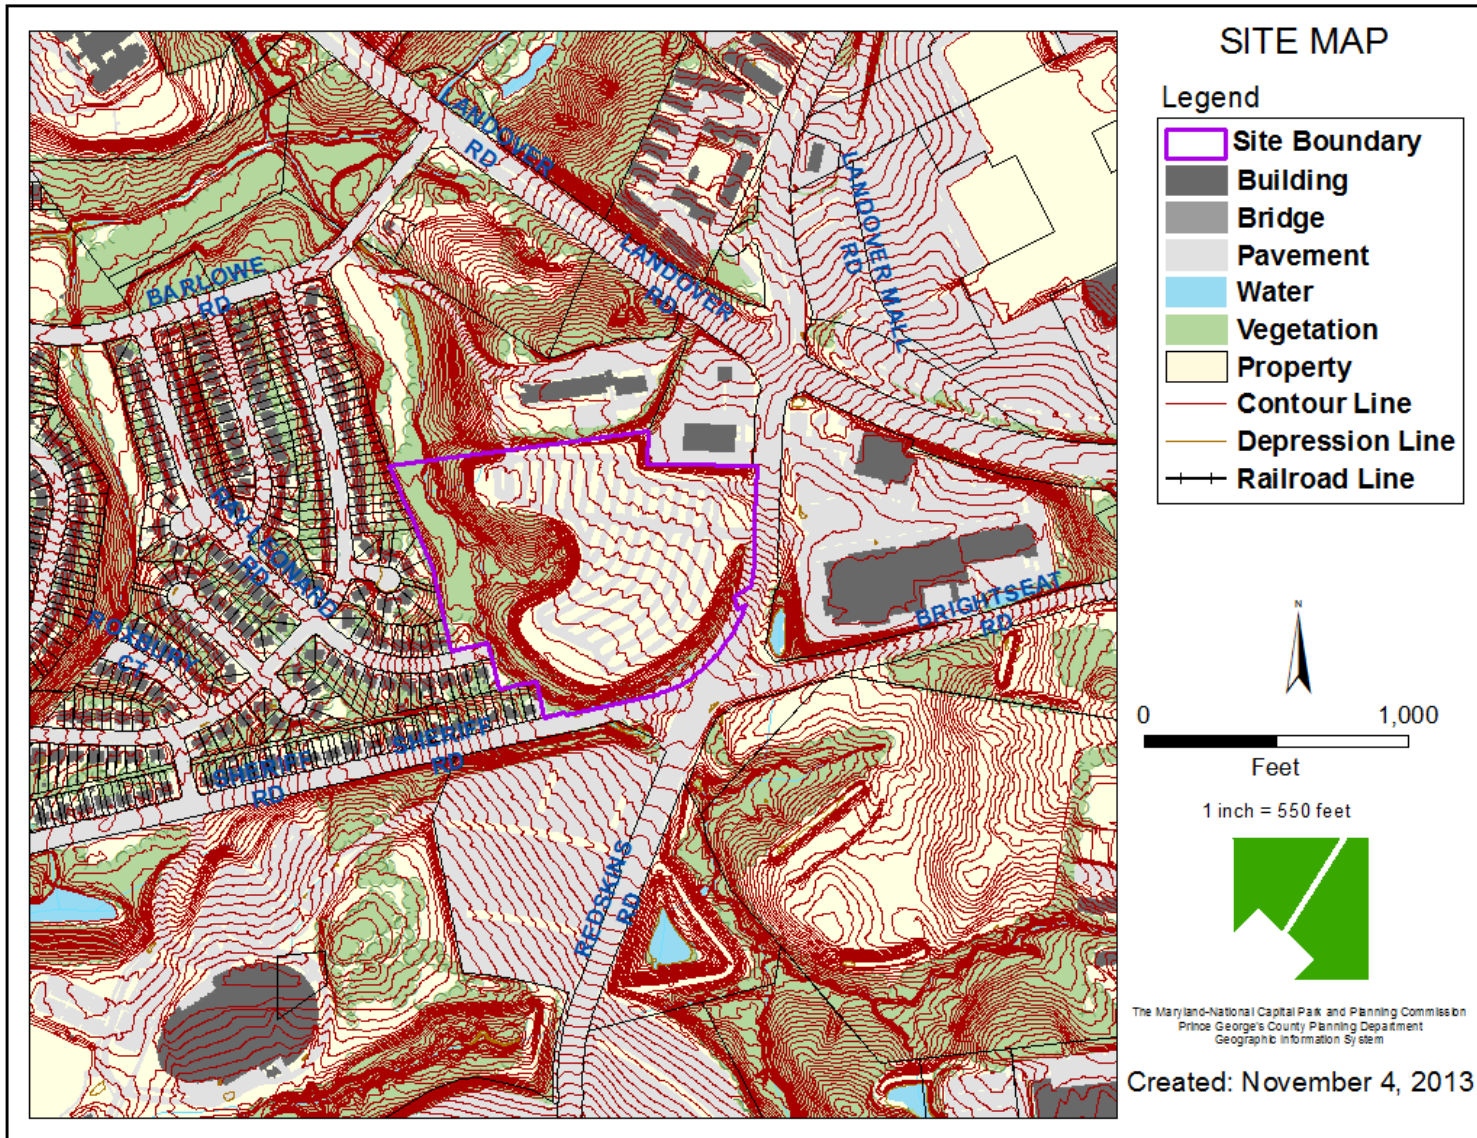 SITE MAP
Legend
Site Boundary
Building
Bridge
Pavement
Water
Vegetation
Property
Contour Line
Depression Line
Railroad Line
N
0 1,000
Feet
1 inch = 550 feet
The Maryland-National Capital Park and Planning Commission
Prince George's County Planning Department
Geographic Information System
Created: November 4, 2013
LANDOVER
RD
LANDOVER
RD
LANDOVER MALL
RD
BARLOWE
RD
RAY LEONARD
RD
ROXBURY
CT
BRIGHTSEAT
RD
SHERIFF
RD
SHERIFF
RD
REDSKINS
RD